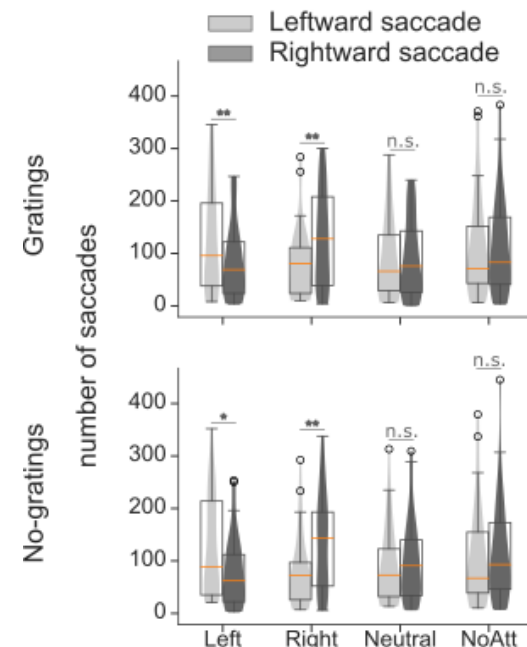 Leftward saccade
Rightward saccade
Gratings
number of saccades
400
300
200
100
0
**
**
n.s.
n.s.
No-gratings
400
300
200
100
0
*
**
n.s.
n.s.
Left Right Neutral NoAtt